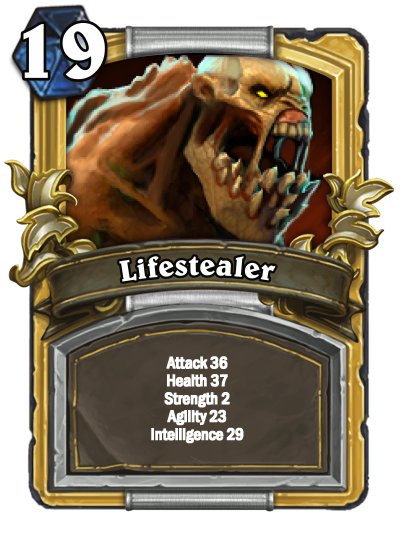 19
Lifestealer
Attack 36
Health 37
Strength 2
Agility 23
Intelligence 29